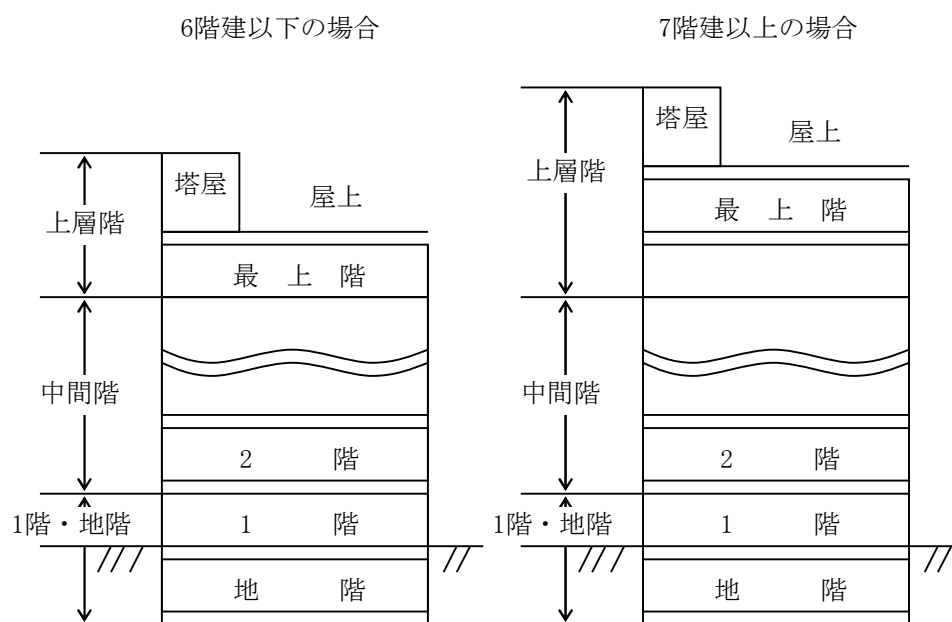 6階建以下の場合
塔屋
屋上
上層階
最 上 階
中間階
2 階
1階・地階
1 階
地 階
7階建以上の場合
塔屋
屋上
上層階
最 上 階
中間階
2 階
1階・地階
1 階
地 階